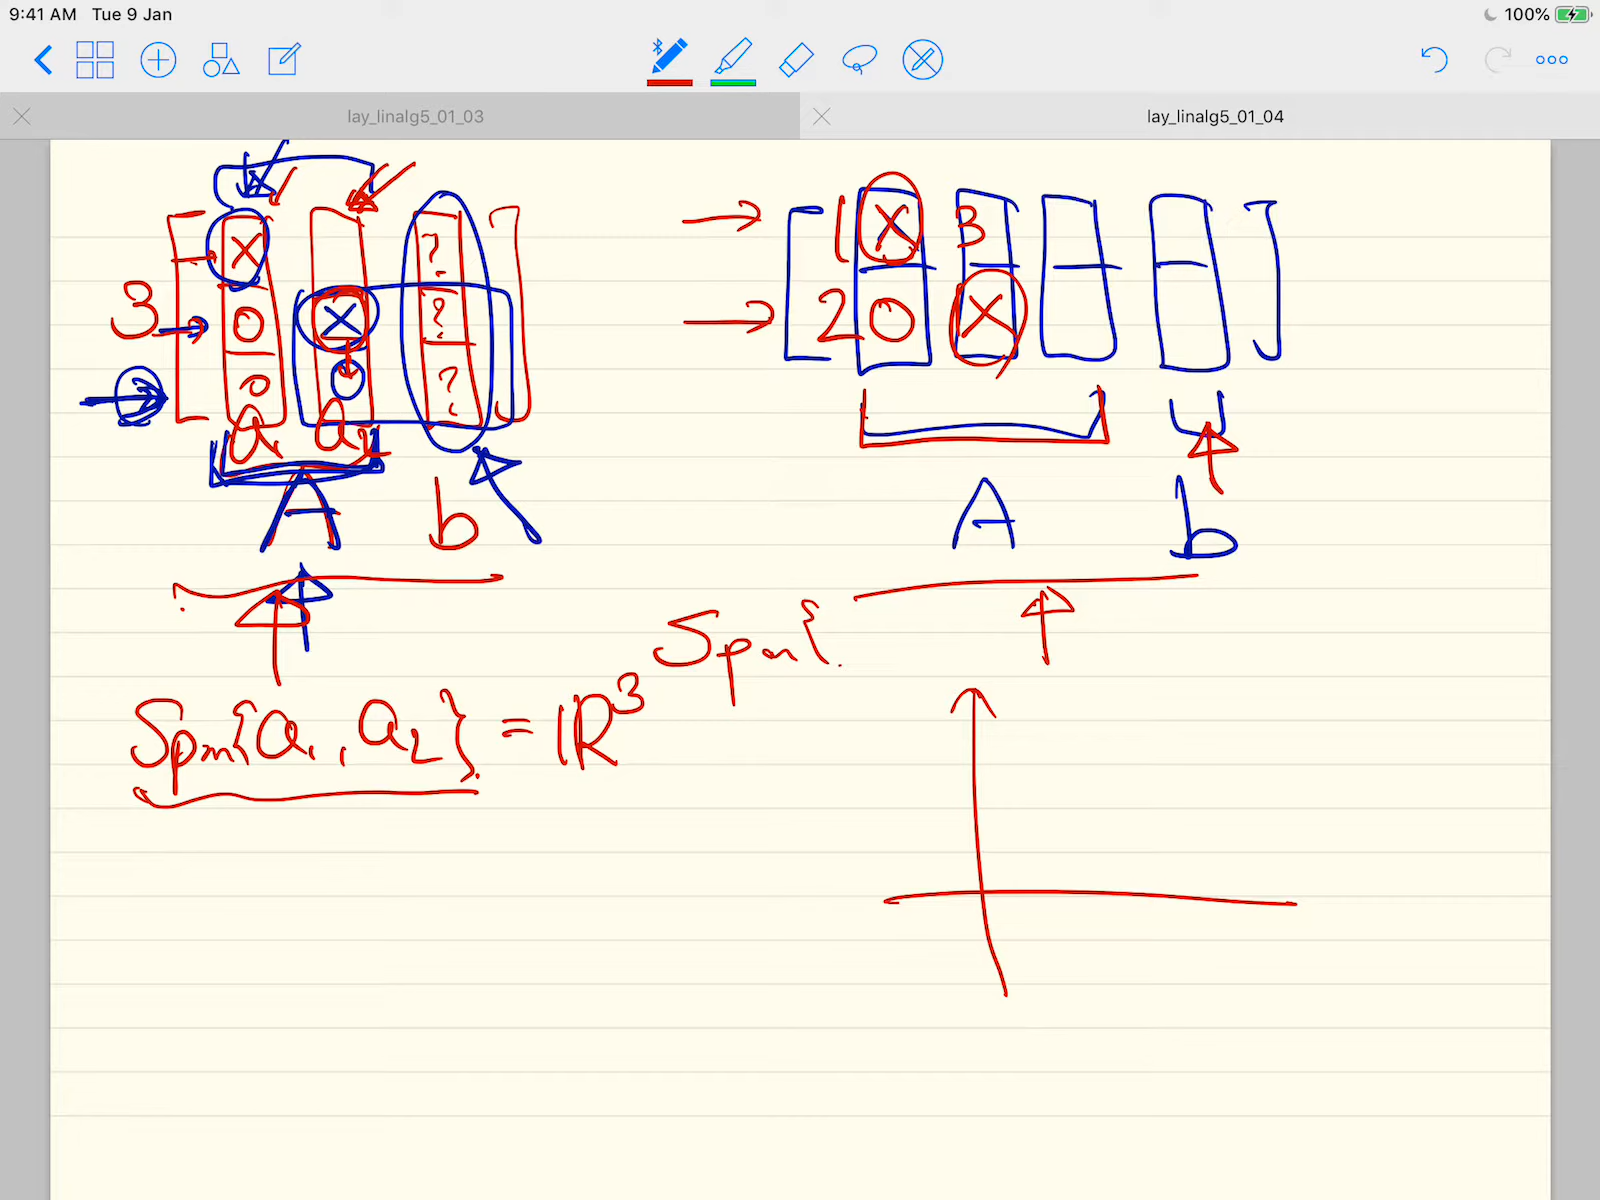 9:41 AM Tue 9 Jan
100%
lay_linalg5_01_03
lay_linalg5_01_04
X ?
3 0 X ?
0 0 ?
a₁ a₂
A b
1 X 3
2 0 X
A b
Span{
Span{a₁, a₂} = ℝ³